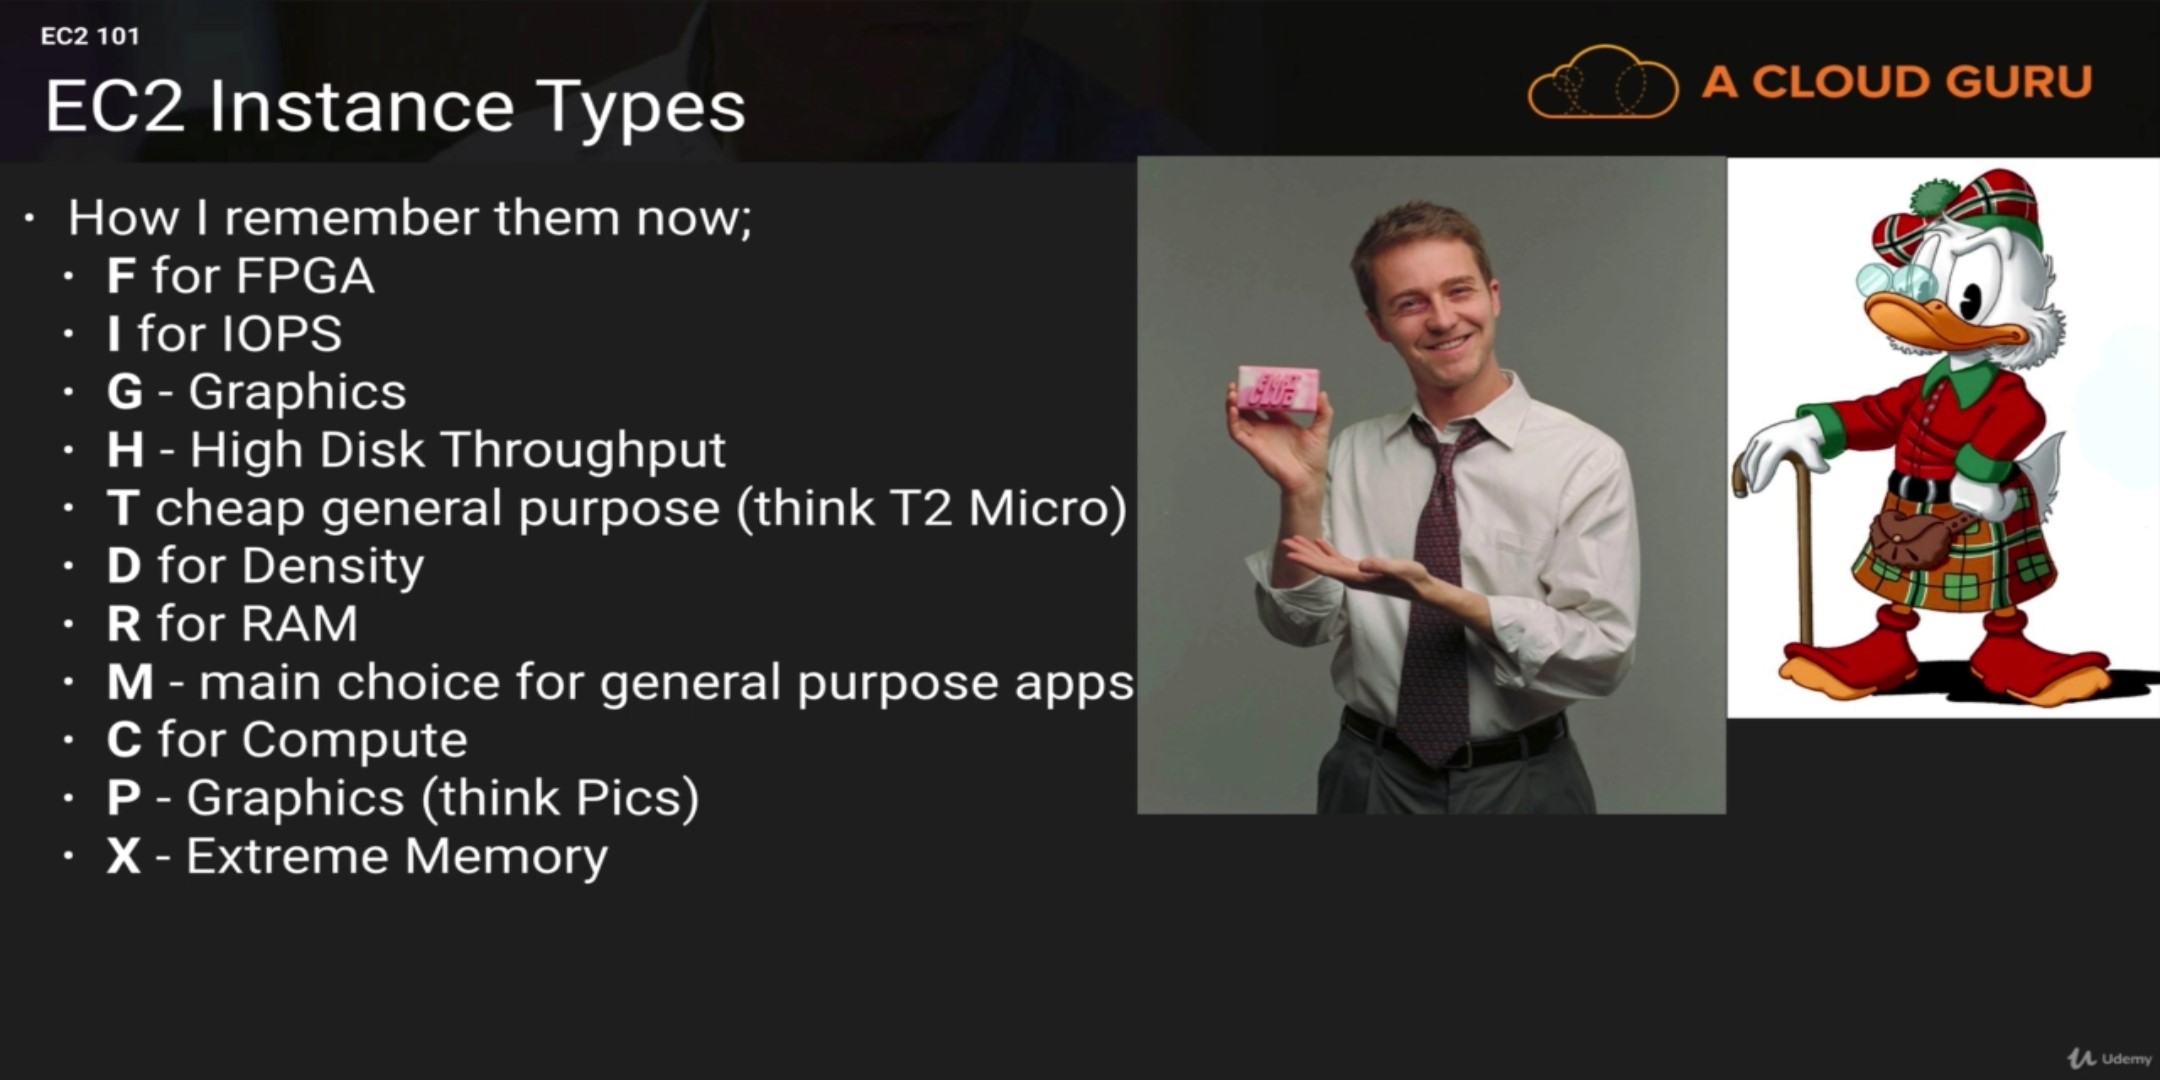 EC2 101
EC2 Instance Types
A CLOUD GURU
• How I remember them now;
• F for FPGA
• I for IOPS
• G - Graphics
• H - High Disk Throughput
• T cheap general purpose (think T2 Micro)
• D for Density
• R for RAM
• M - main choice for general purpose apps
• C for Compute
• P - Graphics (think Pics)
• X - Extreme Memory
FIGHT
CLUB
Udemy